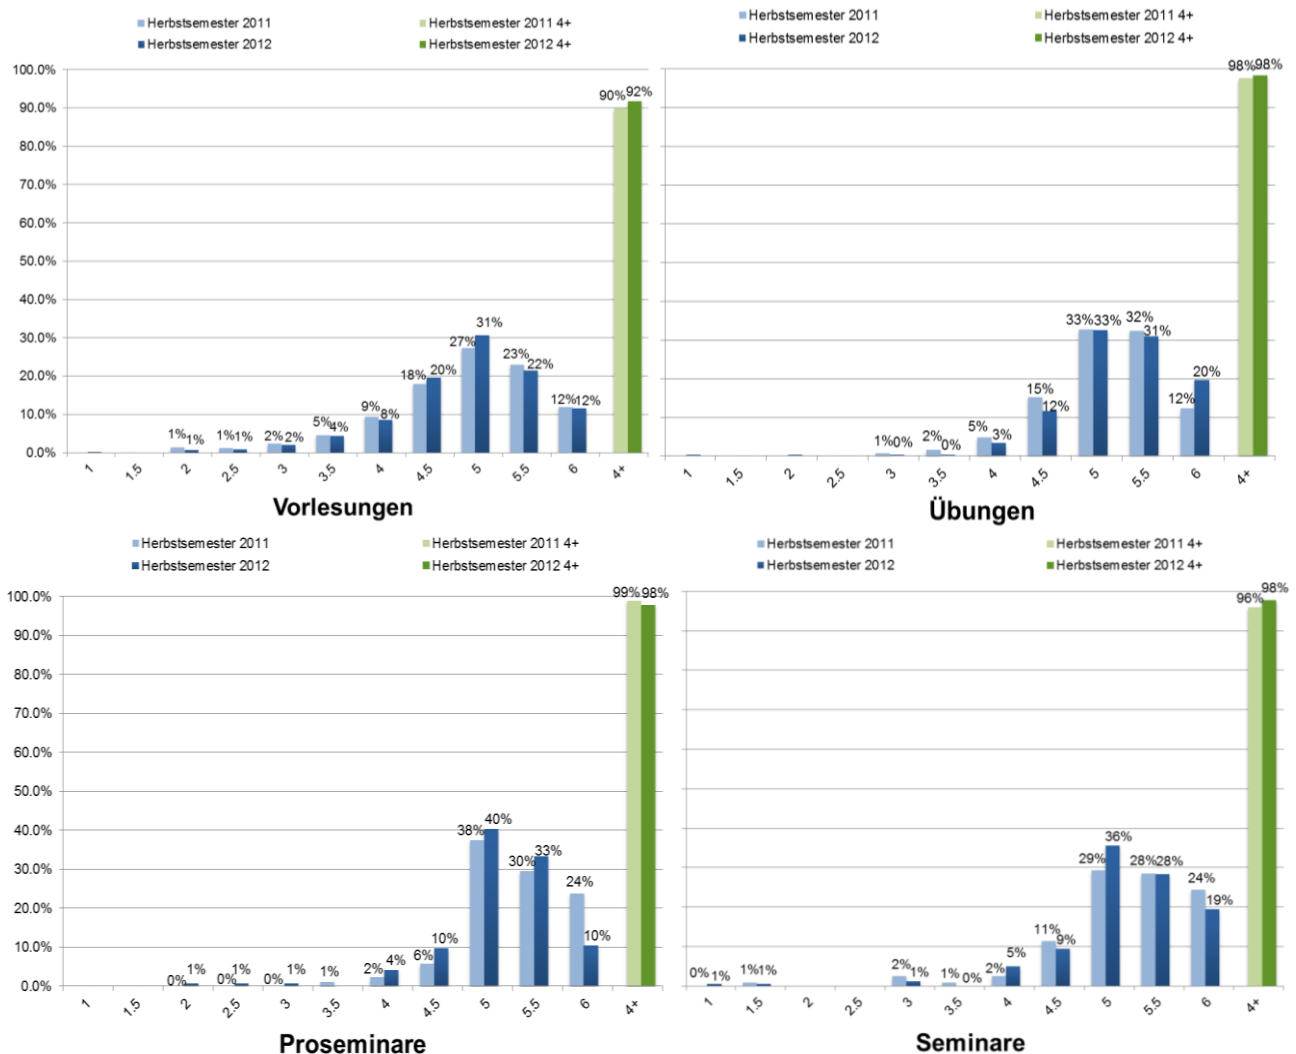 Herbstsemester 2011 Herbstsemester 2011 4+
Herbstsemester 2012 Herbstsemester 2012 4+
100.0%
90.0%
80.0%
70.0%
60.0%
50.0%
40.0%
30.0%
20.0%
10.0%
0.0%
1% 1% 1% 1% 2% 2% 5% 4% 9% 8% 18% 20% 27% 31% 23% 22% 12% 12% 90% 92%
1 1.5 2 2.5 3 3.5 4 4.5 5 5.5 6 4+
Vorlesungen
Herbstsemester 2011 Herbstsemester 2011 4+
Herbstsemester 2012 Herbstsemester 2012 4+
1% 0% 2% 0% 5% 3% 15% 12% 33% 33% 32% 31% 12% 20% 98% 98%
1 1.5 2 2.5 3 3.5 4 4.5 5 5.5 6 4+
Übungen
Herbstsemester 2011 Herbstsemester 2011 4+
Herbstsemester 2012 Herbstsemester 2012 4+
100.0%
90.0%
80.0%
70.0%
60.0%
50.0%
40.0%
30.0%
20.0%
10.0%
0.0%
0% 1% 0% 1% 0% 1% 1% 2% 4% 6% 10% 38% 40% 30% 33% 24% 10% 99% 98%
1 1.5 2 2.5 3 3.5 4 4.5 5 5.5 6 4+
Proseminare
Herbstsemester 2011 Herbstsemester 2011 4+
Herbstsemester 2012 Herbstsemester 2012 4+
0% 1% 1% 1% 2% 1% 1% 0% 2% 5% 11% 9% 29% 36% 28% 28% 24% 19% 96% 98%
1 1.5 2 2.5 3 3.5 4 4.5 5 5.5 6 4+
Seminare